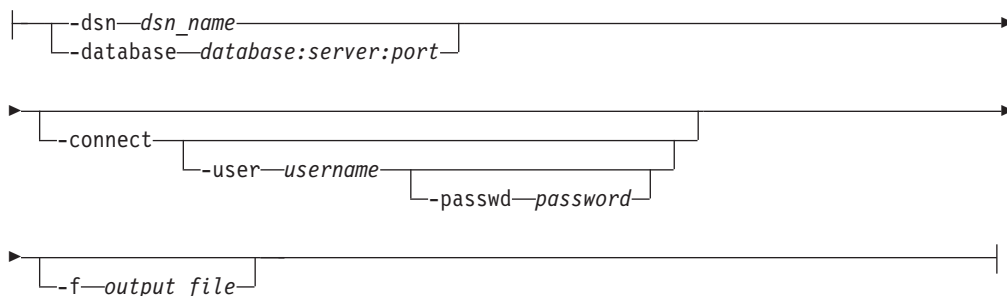 -dsn dsn_name
-database database:server:port
-connect
-user username
-passwd password
-f output file